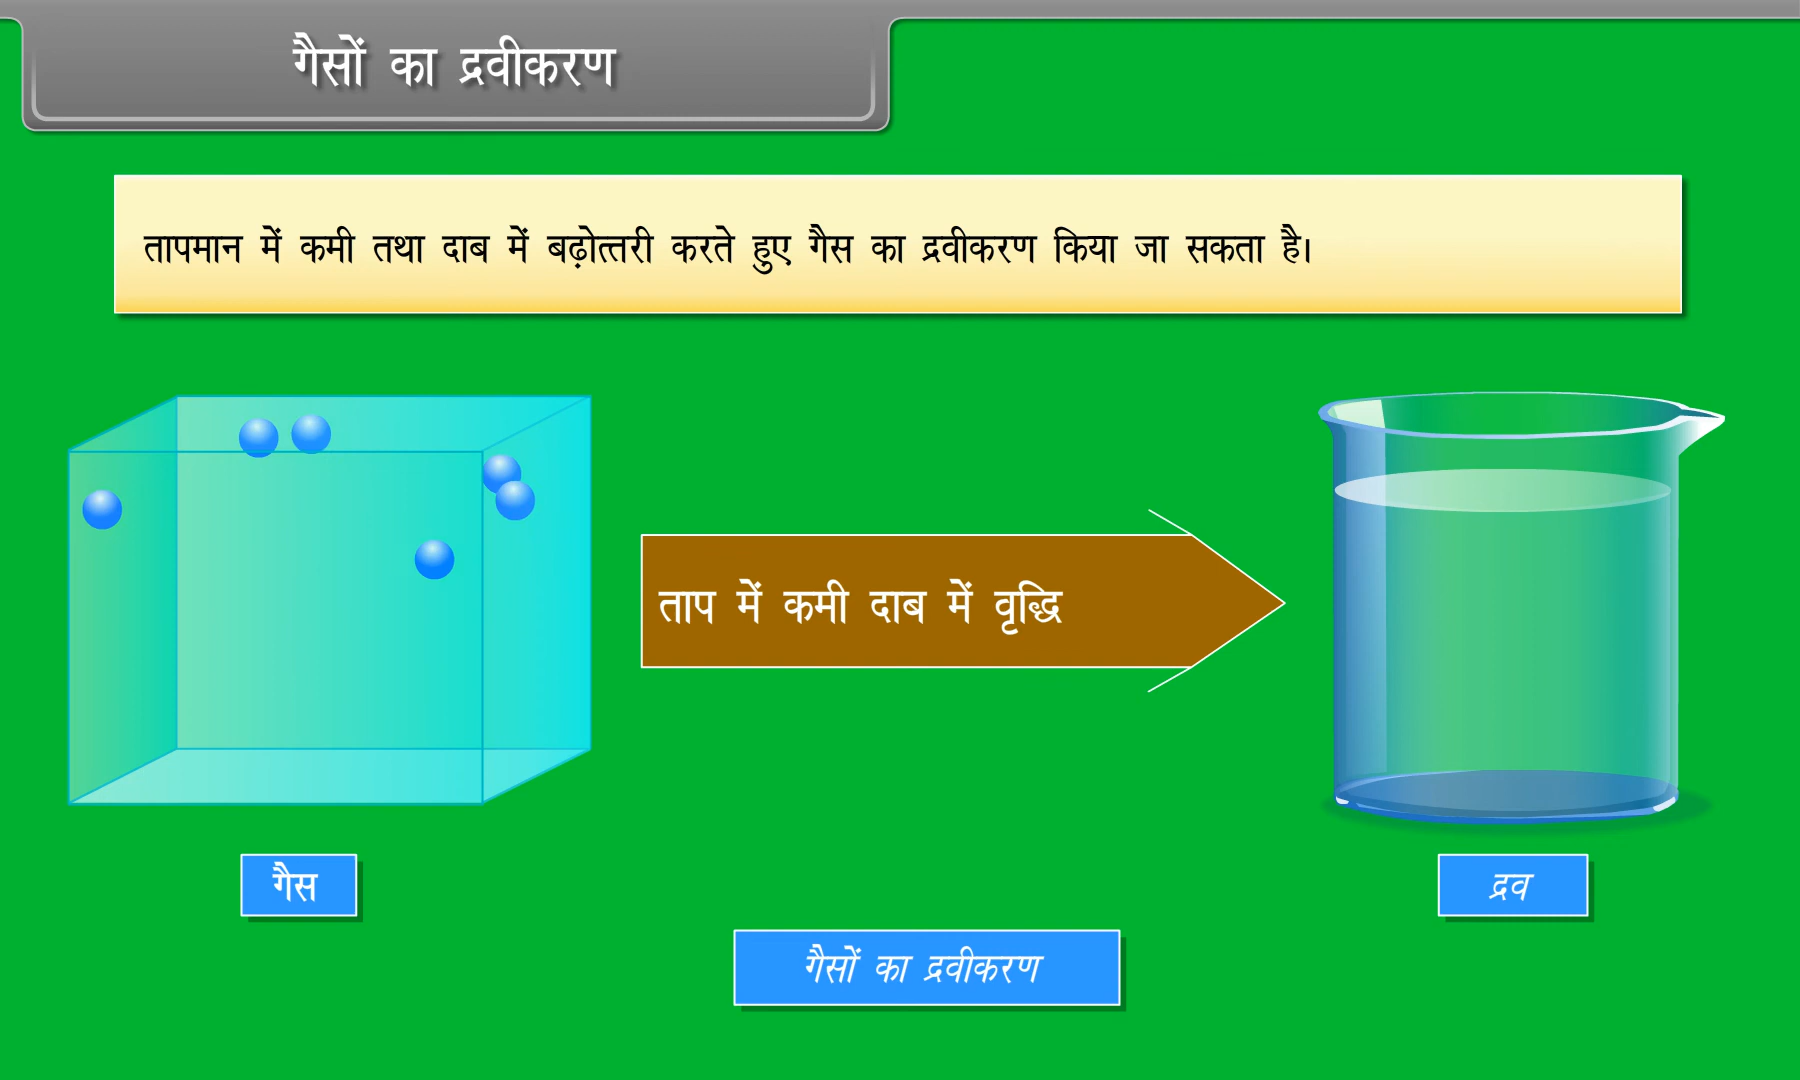 गैसों का द्रवीकरण
तापमान में कमी तथा दाब में बढ़ोत्तरी करते हुए गैस का द्रवीकरण किया जा सकता है।
ताप में कमी दाब में वृद्धि
गैस
द्रव
गैसों का द्रवीकरण